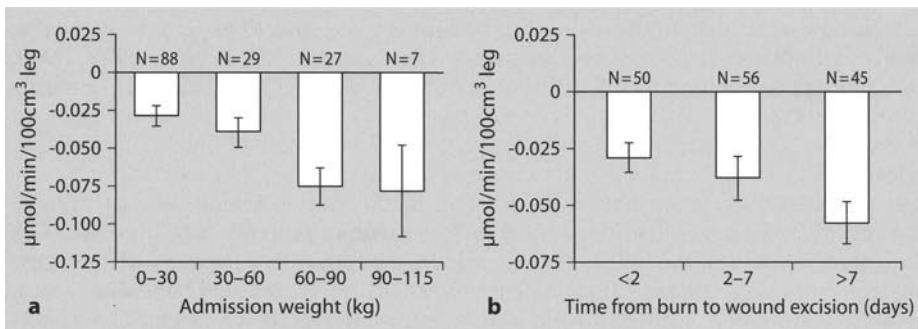 0.025
0
-0.025
-0.050
-0.075
-0.100
-0.125
µmol/min/100cm³ leg
N=88 N=29 N=27 N=7
0–30 30–60 60–90 90–115
a Admission weight (kg)
0.025
0
-0.025
-0.050
-0.075
µmol/min/100cm³ leg
N=50 N=56 N=45
<2 2–7 >7
b Time from burn to wound excision (days)